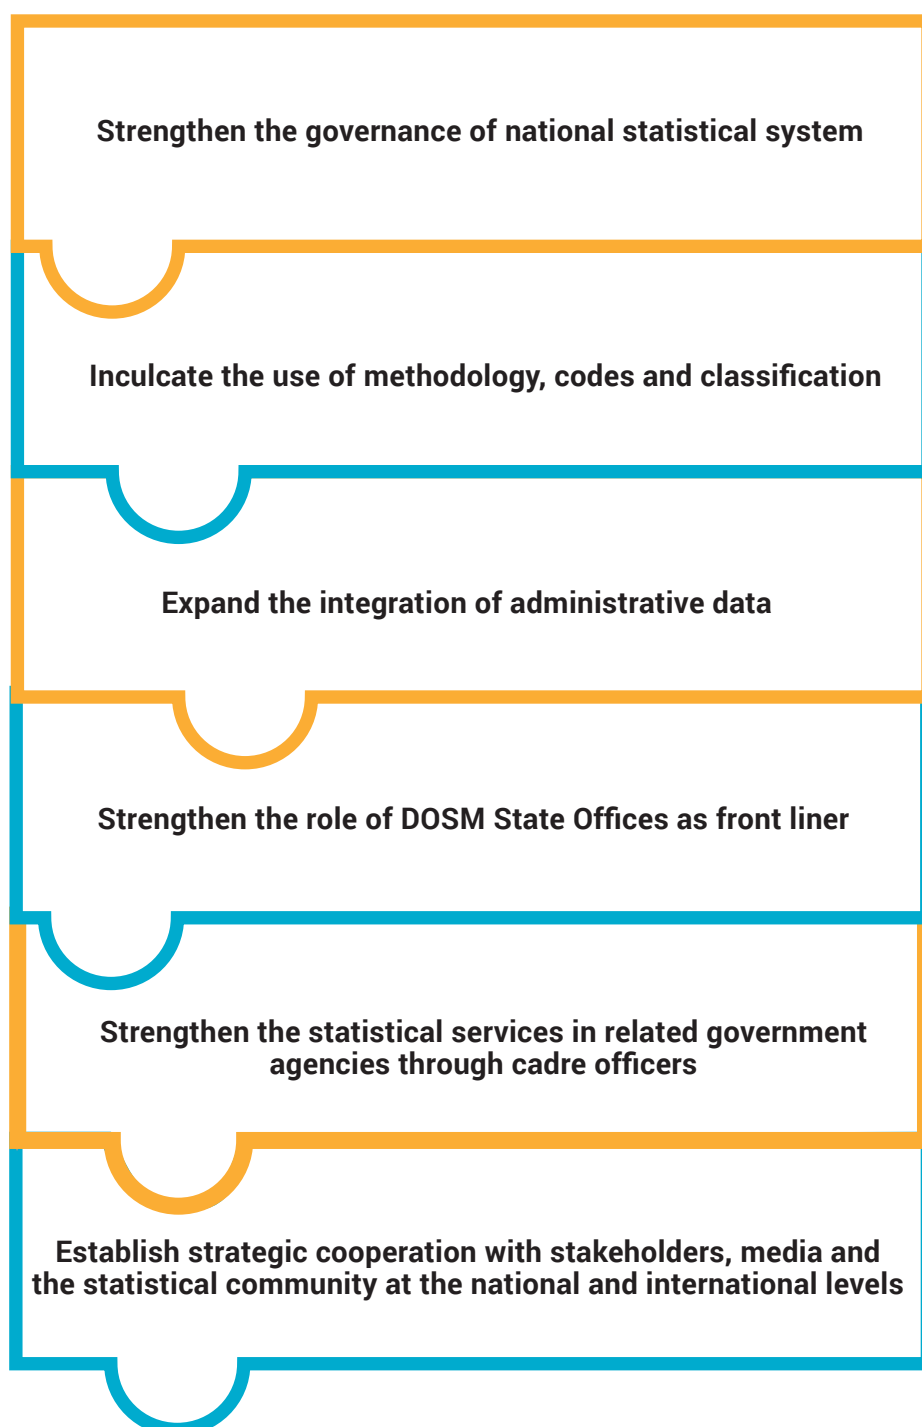 Strengthen the governance of national statistical system
Inculcate the use of methodology, codes and classification
Expand the integration of administrative data
Strengthen the role of DOSM State Offices as front liner
Strengthen the statistical services in related government
agencies through cadre officers
Establish strategic cooperation with stakeholders, media and
the statistical community at the national and international levels